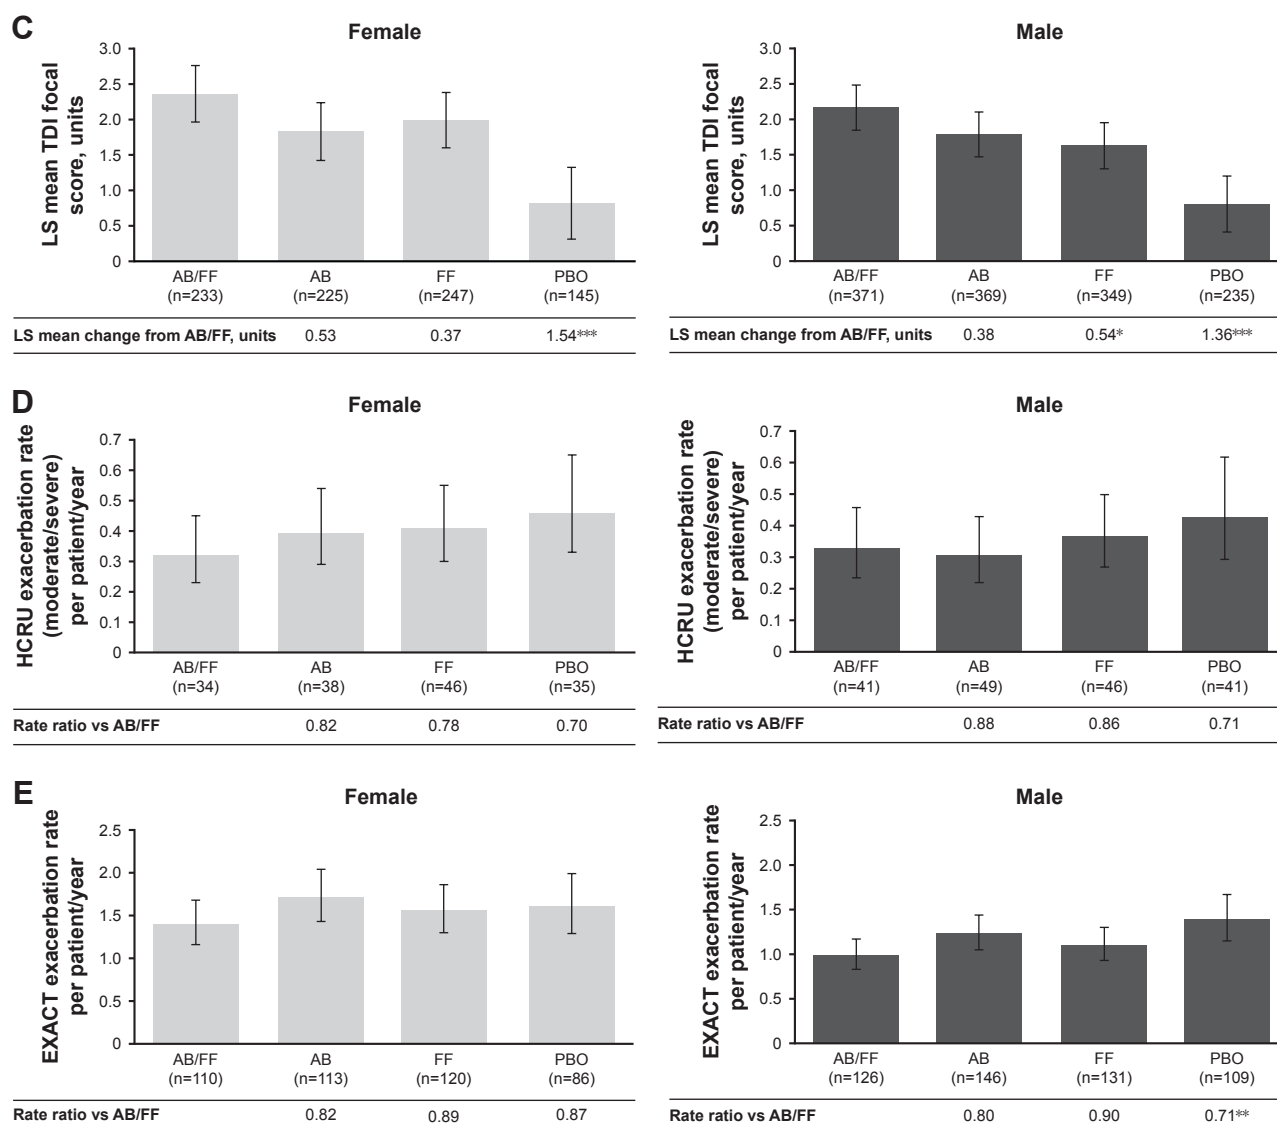 C
Female
LS mean TDI focal
score, units
3.0
2.5
2.0
1.5
1.0
0.5
0
AB/FF AB FF PBO
(n=233) (n=225) (n=247) (n=145)
LS mean change from AB/FF, units 0.53 0.37 1.54***
Male
LS mean TDI focal
score, units
3.0
2.5
2.0
1.5
1.0
0.5
0
AB/FF AB FF PBO
(n=371) (n=369) (n=349) (n=235)
LS mean change from AB/FF, units 0.38 0.54* 1.36***
D
Female
HCRU exacerbation rate
(moderate/severe)
per patient/year
0.7
0.6
0.5
0.4
0.3
0.2
0.1
0
AB/FF AB FF PBO
(n=34) (n=38) (n=46) (n=35)
Rate ratio vs AB/FF 0.82 0.78 0.70
Male
HCRU exacerbation rate
(moderate/severe)
per patient/year
0.7
0.6
0.5
0.4
0.3
0.2
0.1
0
AB/FF AB FF PBO
(n=41) (n=49) (n=46) (n=41)
Rate ratio vs AB/FF 0.88 0.86 0.71
E
Female
EXACT exacerbation rate
per patient/year
2.5
2.0
1.5
1.0
0.5
0
AB/FF AB FF PBO
(n=110) (n=113) (n=120) (n=86)
Rate ratio vs AB/FF 0.82 0.89 0.87
Male
EXACT exacerbation rate
per patient/year
2.5
2.0
1.5
1.0
0.5
0
AB/FF AB FF PBO
(n=126) (n=146) (n=131) (n=109)
Rate ratio vs AB/FF 0.80 0.90 0.71**